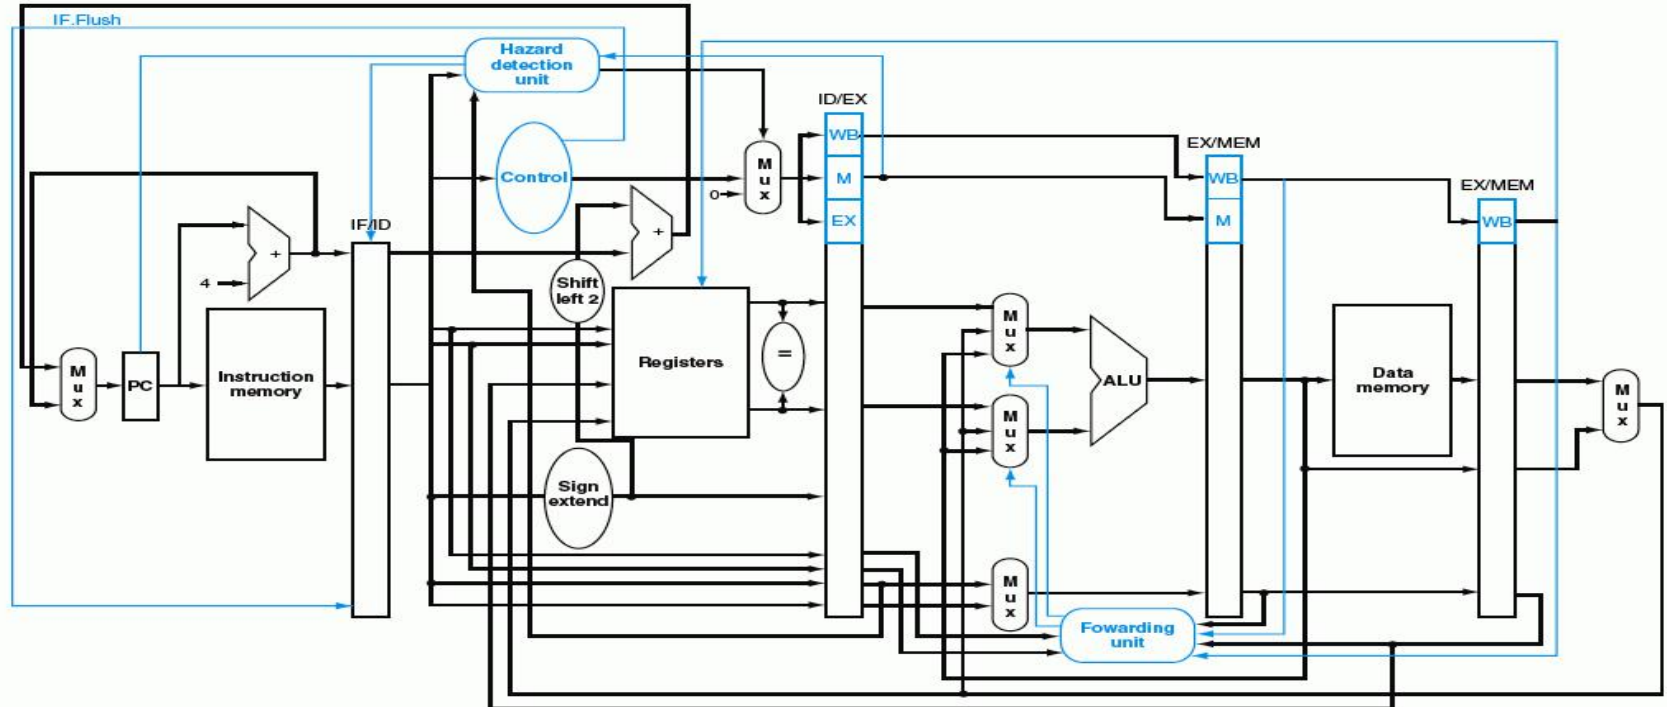 IF.Flush
Hazard
detection
unit
ID/EX
WB
EX/MEM
M
u
x
Control
M
WB
EX/MEM
0
EX
M
WB
IF/ID
+
+
4
Shift
left 2
M
u
x
M
u
x
PC
Instruction
memory
Registers
=
ALU
Data
memory
M
u
x
M
u
x
Sign
extend
M
u
x
Fowarding
unit